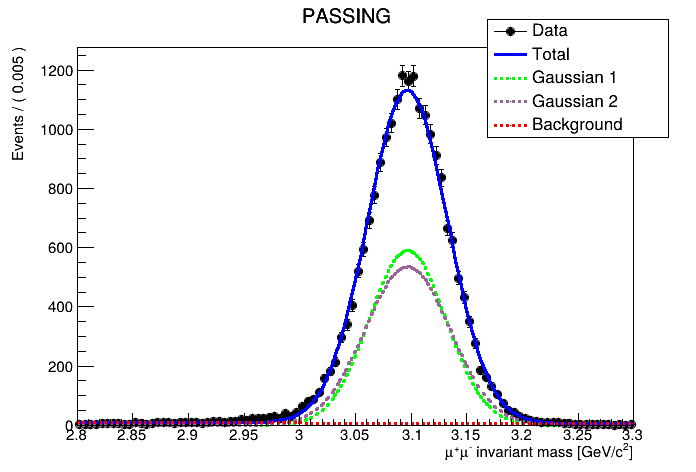 PASSING
Data
Total
Gaussian 1
Gaussian 2
Background
Events / ( 0.005 )
1200
1000
800
600
400
200
0
2.8 2.85 2.9 2.95 3 3.05 3.1 3.15 3.2 3.25 3.3
μ⁺μ⁻ invariant mass [GeV/c²]